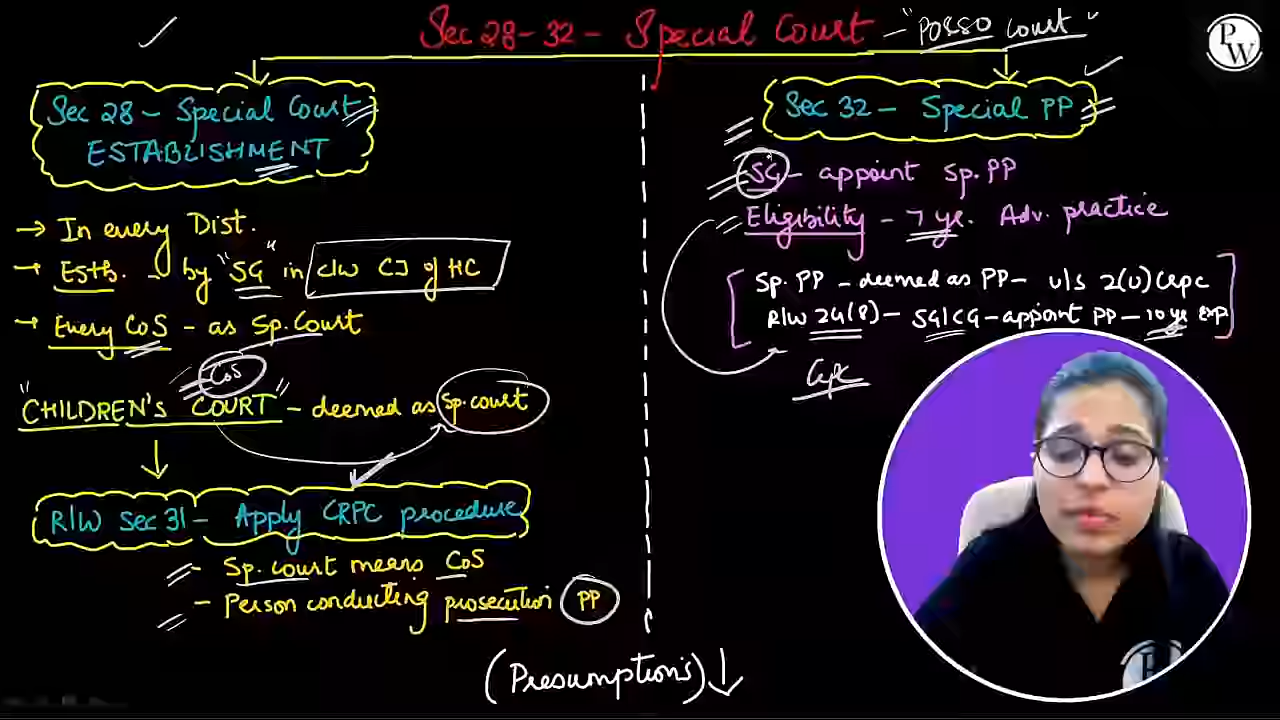 Sec 28-32 - Special Court - "POSSO Court"
PW
Sec 28 - Special Court
ESTABLISHMENT
→ In every Dist.
→ Estb. - by "SG" in c/w CJ of HC
→ Every CoS - as Sp. Court
CoS
"CHILDREN'S COURT" - deemed as Sp. court
R/W Sec 31 - Apply CRPC procedure
- Sp. court means CoS
- Person conducting prosecution PP
Sec 32 - Special PP
- SG - appoint Sp. PP
Eligibility - 7 yr. Adv. practice
[ Sp. PP - deemed as PP - u/s 2(u) Crpc
R/W 24(8) - SG/CG - appoint PP - 10 yr exp ]
Crpc
(Presumptions) ↓